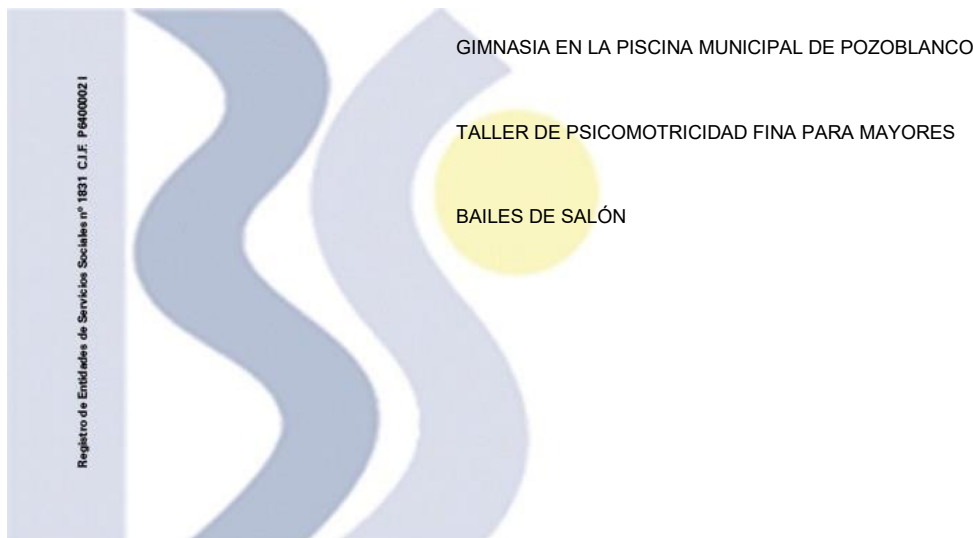 GIMNASIA EN LA PISCINA MUNICIPAL DE POZOBLANCO
TALLER DE PSICOMOTRICIDAD FINA PARA MAYORES
BAILES DE SALÓN
Registro de Entidades de Servicios Sociales nº 1831 C.I.F. P6400002 I